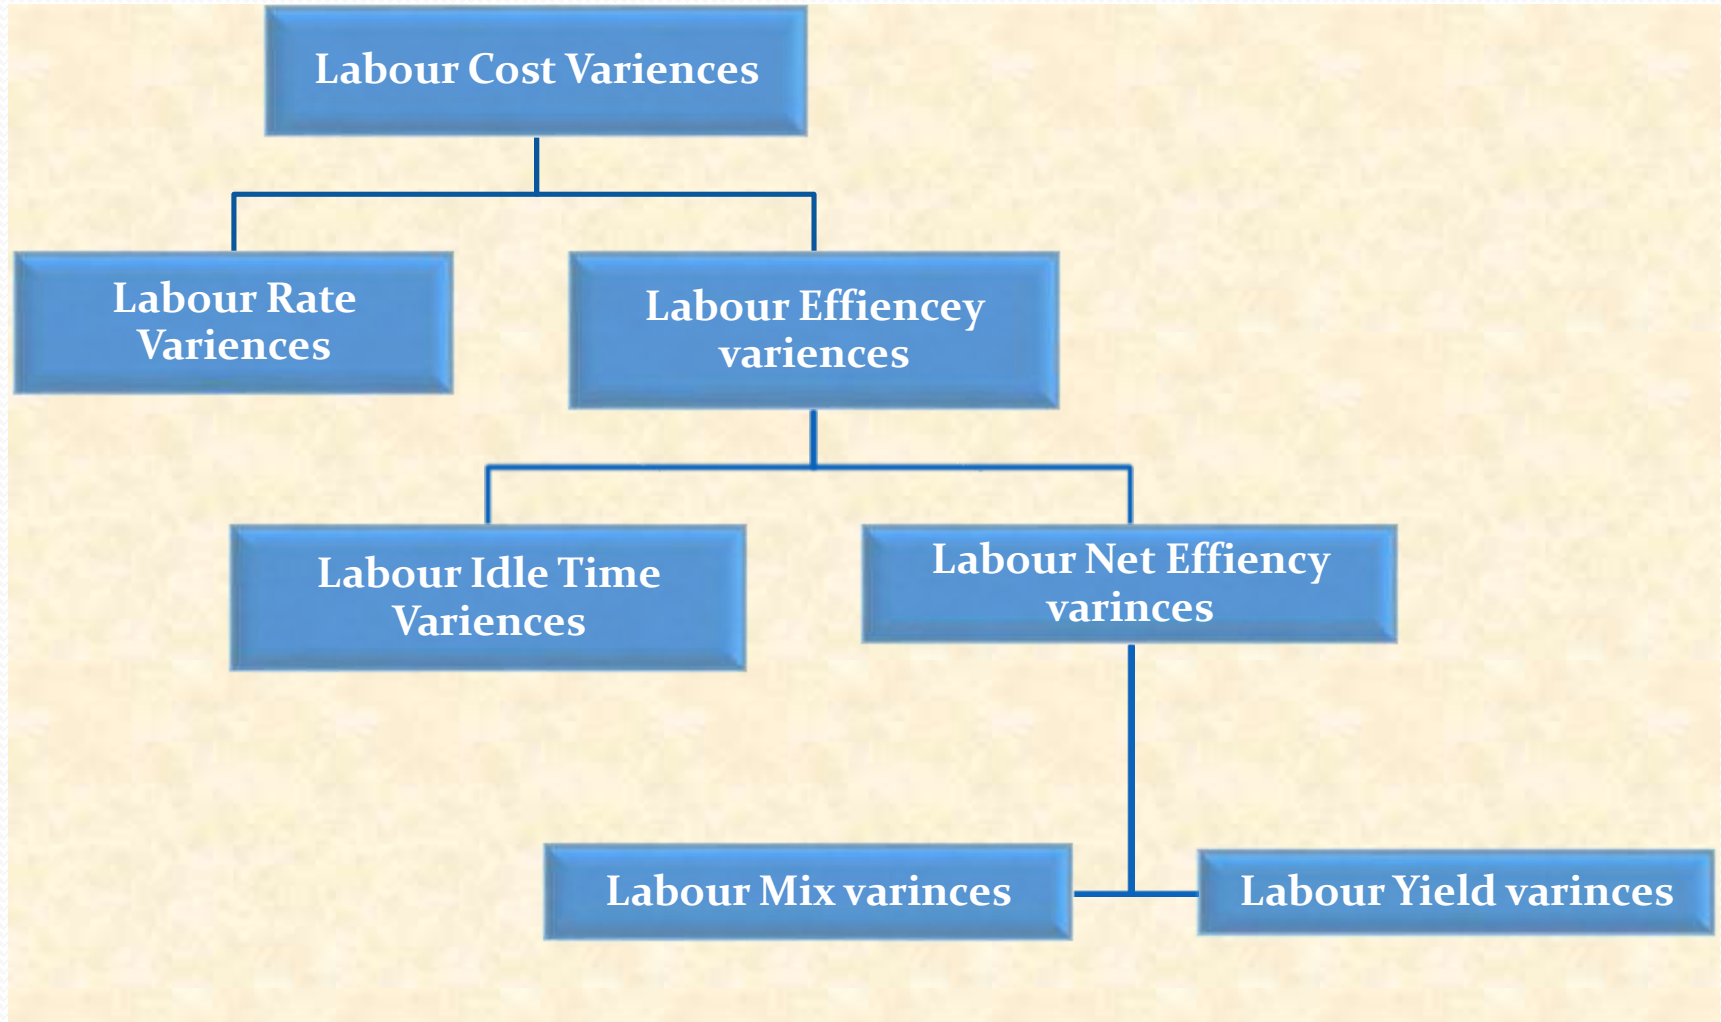 Labour Cost Variences
Labour Rate
Variences
Labour Effiencey
variences
Labour Idle Time
Variences
Labour Net Effiency
varinces
Labour Mix varinces
Labour Yield varinces